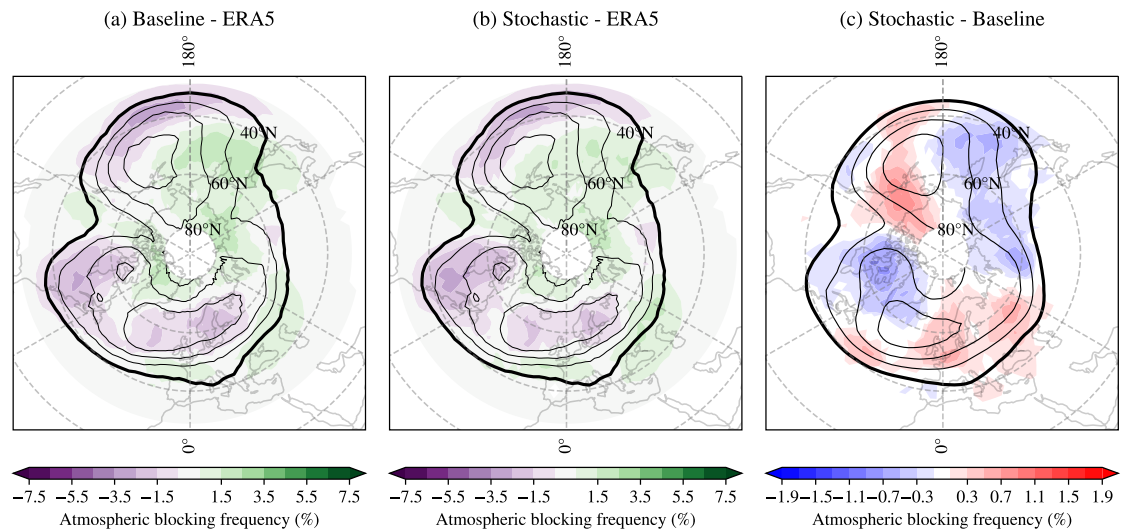 (a) Baseline - ERA5
(b) Stochastic - ERA5
(c) Stochastic - Baseline
180°
180°
180°
40°N
40°N
40°N
60°N
60°N
60°N
80°N
80°N
80°N
0°
0°
0°
−7.5 −5.5 −3.5 −1.5 1.5 3.5 5.5 7.5
−7.5 −5.5 −3.5 −1.5 1.5 3.5 5.5 7.5
−1.9 −1.5 −1.1 −0.7 −0.3 0.3 0.7 1.1 1.5 1.9
Atmospheric blocking frequency (%)
Atmospheric blocking frequency (%)
Atmospheric blocking frequency (%)